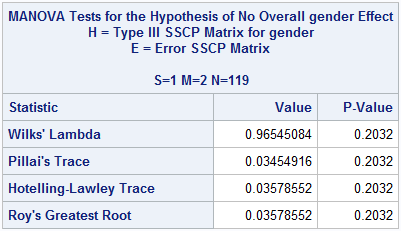 MANOVA Tests for the Hypothesis of No Overall gender Effect
H = Type III SSCP Matrix for gender
E = Error SSCP Matrix
S=1 M=2 N=119
Statistic Value P-Value
Wilks' Lambda 0.96545084 0.2032
Pillai's Trace 0.03454916 0.2032
Hotelling-Lawley Trace 0.03578552 0.2032
Roy's Greatest Root 0.03578552 0.2032